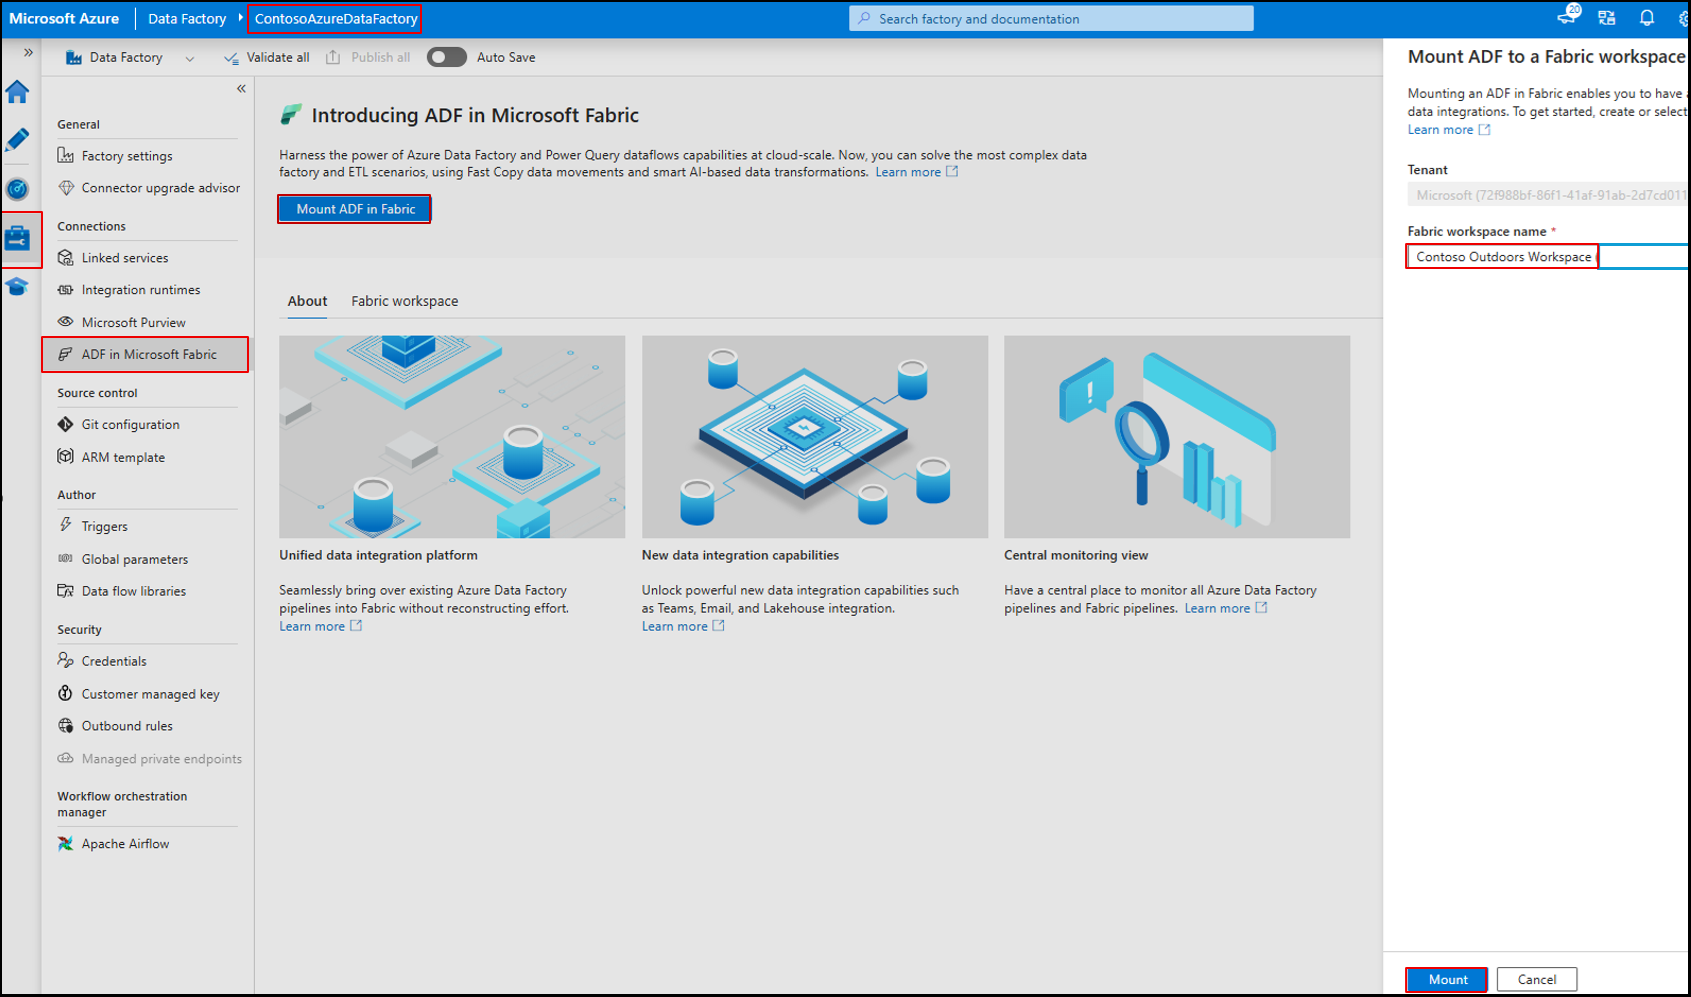 Microsoft Azure
Data Factory
ContosoAzureDataFactory
Search factory and documentation
20
Data Factory
Validate all
Publish all
Auto Save
General
Factory settings
Connector upgrade advisor
Connections
Linked services
Integration runtimes
Microsoft Purview
ADF in Microsoft Fabric
Source control
Git configuration
ARM template
Author
Triggers
Global parameters
Data flow libraries
Security
Credentials
Customer managed key
Outbound rules
Managed private endpoints
Workflow orchestration
manager
Apache Airflow
Introducing ADF in Microsoft Fabric
Harness the power of Azure Data Factory and Power Query dataflows capabilities at cloud-scale. Now, you can solve the most complex data
factory and ETL scenarios, using Fast Copy data movements and smart AI-based data transformations. Learn more
Mount ADF in Fabric
About
Fabric workspace
Unified data integration platform
Seamlessly bring over existing Azure Data Factory
pipelines into Fabric without reconstructing effort.
Learn more
New data integration capabilities
Unlock powerful new data integration capabilities such
as Teams, Email, and Lakehouse integration.
Learn more
Central monitoring view
Have a central place to monitor all Azure Data Factory
pipelines and Fabric pipelines. Learn more
Mount ADF to a Fabric workspace
Mounting an ADF in Fabric enables you to have a
data integrations. To get started, create or select
Learn more
Tenant
Microsoft (72f988bf-86f1-41af-91ab-2d7cd011
Fabric workspace name *
Contoso Outdoors Workspace (
Mount
Cancel